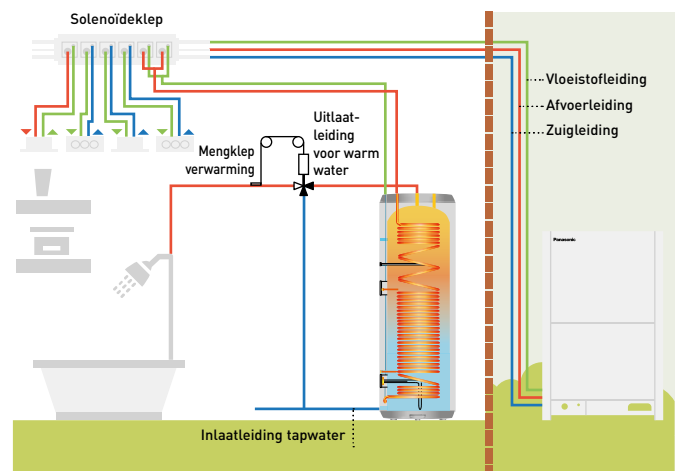 Solenoïdeklep
Vloeistofleiding
Afvoerleiding
Zuigleiding
Uitlaat-
leiding
voor warm
water
Mengklep
verwarming
Panasonic
Inlaatleiding tapwater